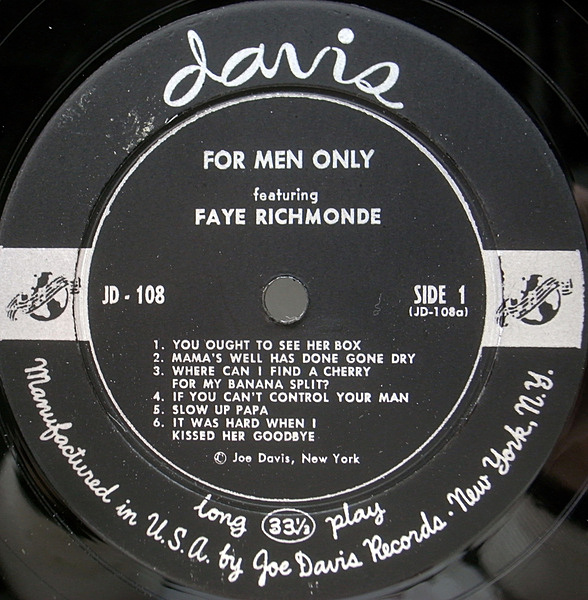 davis
FOR MEN ONLY
featuring
FAYE RICHMONDE
JD - 108
SIDE 1
(JD-108a)
1. YOU OUGHT TO SEE HER BOX
2. MAMA'S WELL HAS DONE GONE DRY
3. WHERE CAN I FIND A CHERRY
FOR MY BANANA SPLIT?
4. IF YOU CAN'T CONTROL YOUR MAN
5. SLOW UP PAPA
6. IT WAS HARD WHEN I
KISSED HER GOODBYE
© Joe Davis, New York
long 33⅓ play
Manufactured in U.S.A. by Joe Davis Records. New York, N.Y.